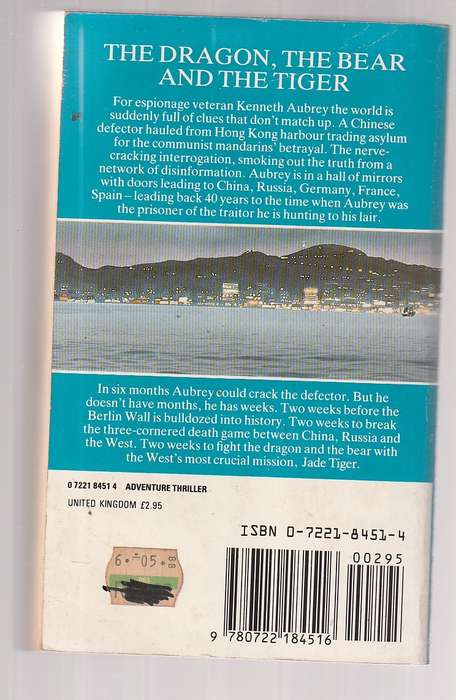 THE DRAGON, THE BEAR
AND THE TIGER
For espionage veteran Kenneth Aubrey the world is
suddenly full of clues that don't match up. A Chinese
defector hauled from Hong Kong harbour trading asylum
for the communist mandarins' betrayal. The nerve-
cracking interrogation, smoking out the truth from a
network of disinformation. Aubrey is in a hall of mirrors
with doors leading to China, Russia, Germany, France,
Spain – leading back 40 years to the time when Aubrey was
the prisoner of the traitor he is hunting to his lair.
In six months Aubrey could crack the defector. But he
doesn't have months, he has weeks. Two weeks before the
Berlin Wall is bulldozed into history. Two weeks to break
the three-cornered death game between China, Russia and
the West. Two weeks to fight the dragon and the bear with
the West's most crucial mission, Jade Tiger.
0 7221 8451 4 ADVENTURE THRILLER
UNITED KINGDOM £2.95
ISBN 0-7221-8451-4
00295
6·-05·88
9 780722 184516